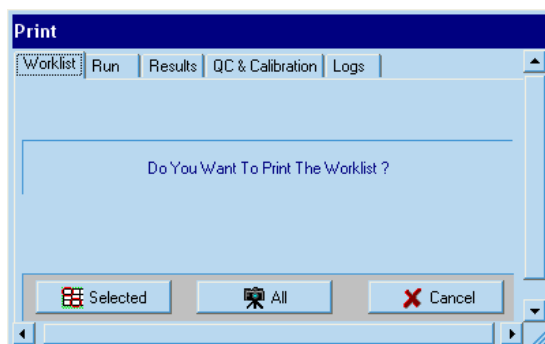 Print
Worklist Run Results QC & Calibration Logs
Do You Want To Print The Worklist ?
Selected All Cancel